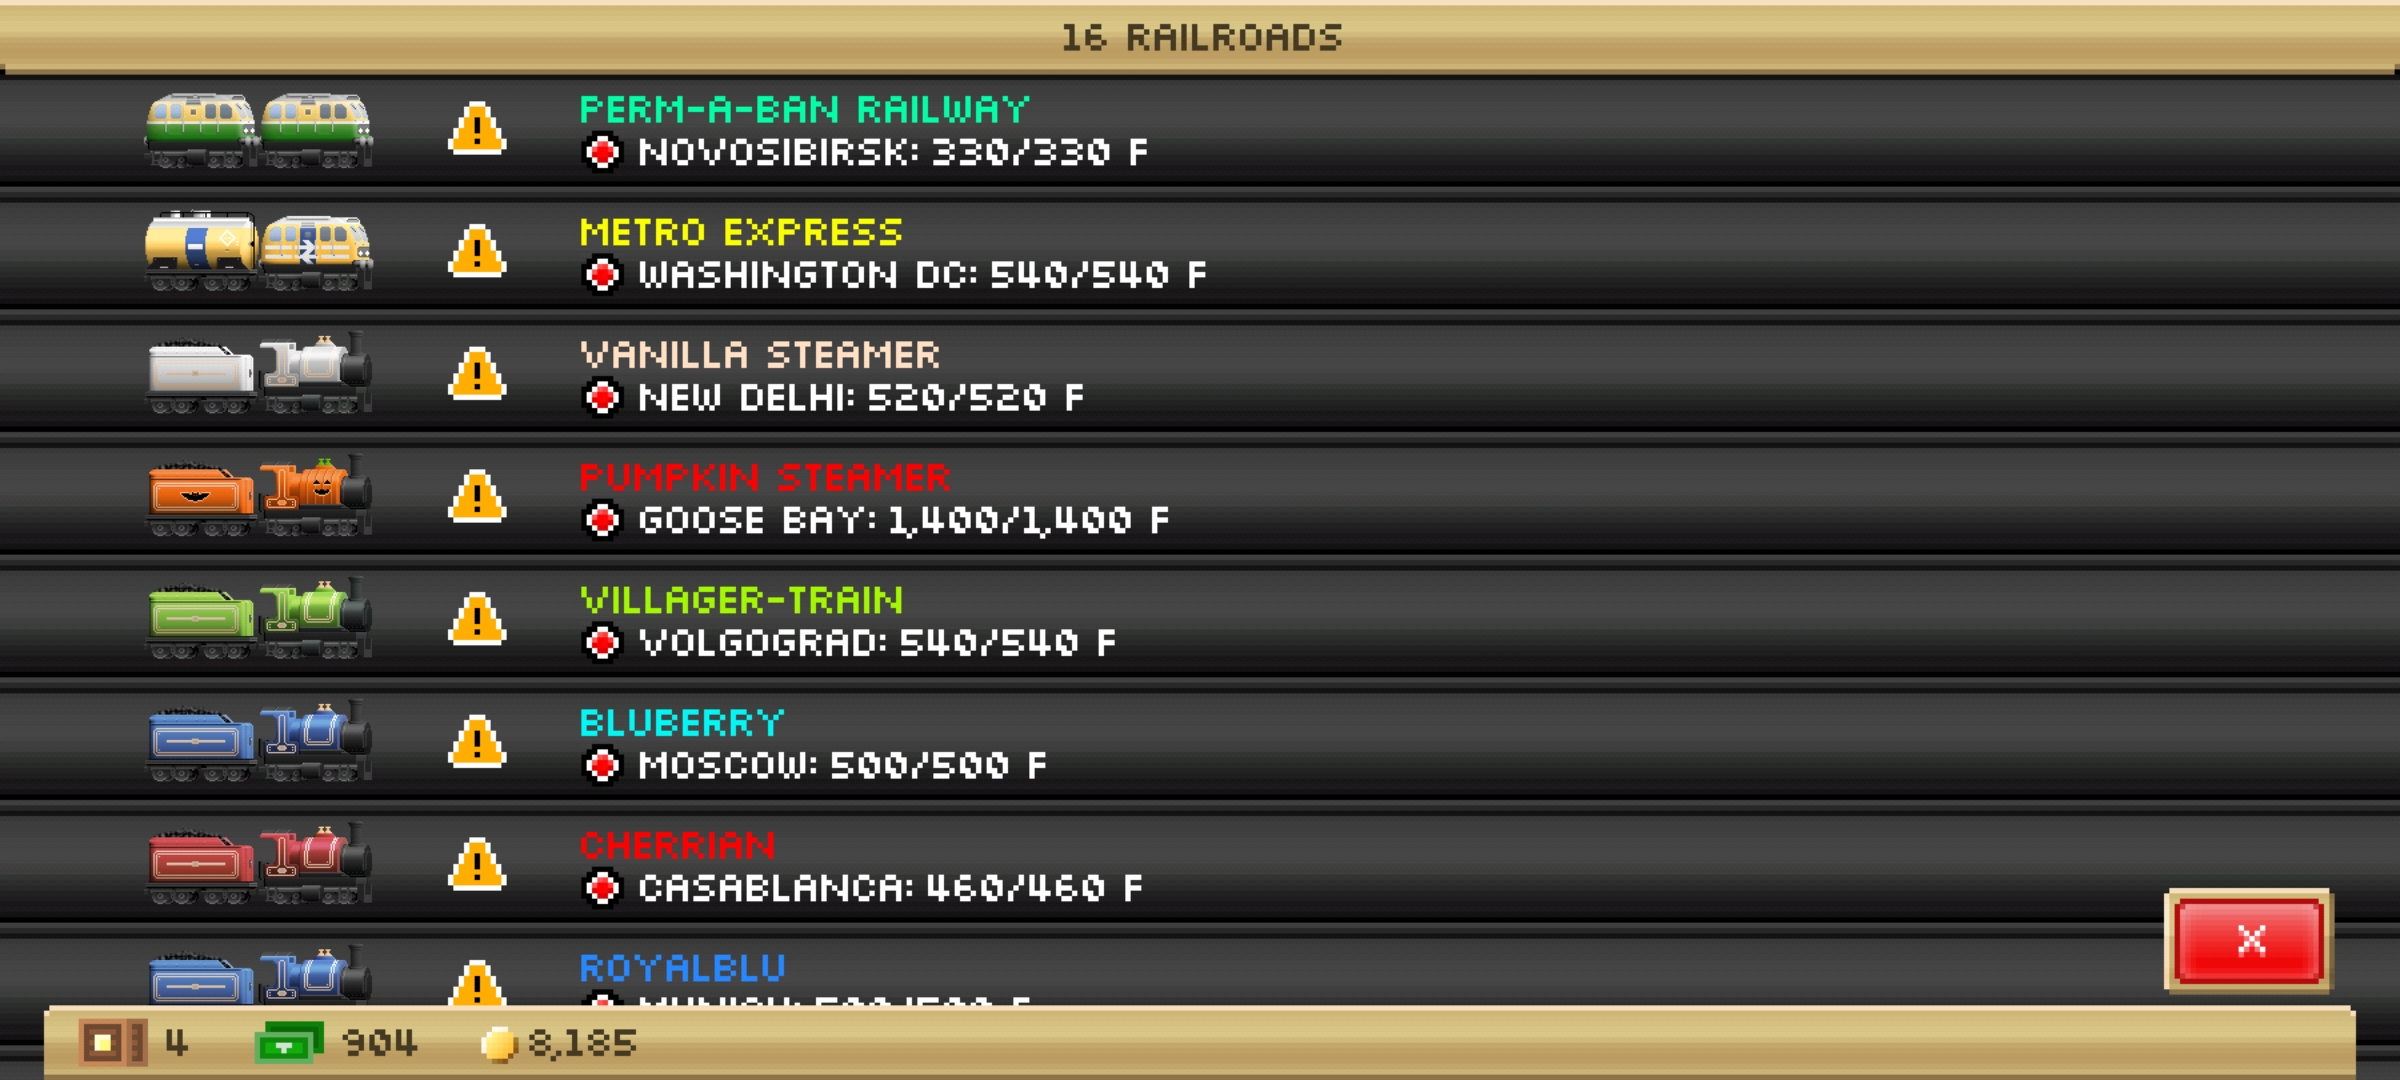 16 RAILROADS
PERM-A-BAN RAILWAY
NOVOSIBIRSK: 330/330 F
METRO EXPRESS
WASHINGTON DC: 540/540 F
VANILLA STEAMER
NEW DELHI: 520/520 F
PUMPKIN STEAMER
GOOSE BAY: 1,400/1,400 F
VILLAGER-TRAIN
VOLGOGRAD: 540/540 F
BLUBERRY
MOSCOW: 500/500 F
CHERRIAN
CASABLANCA: 460/460 F
X
ROYALBLU
4 904 8,185